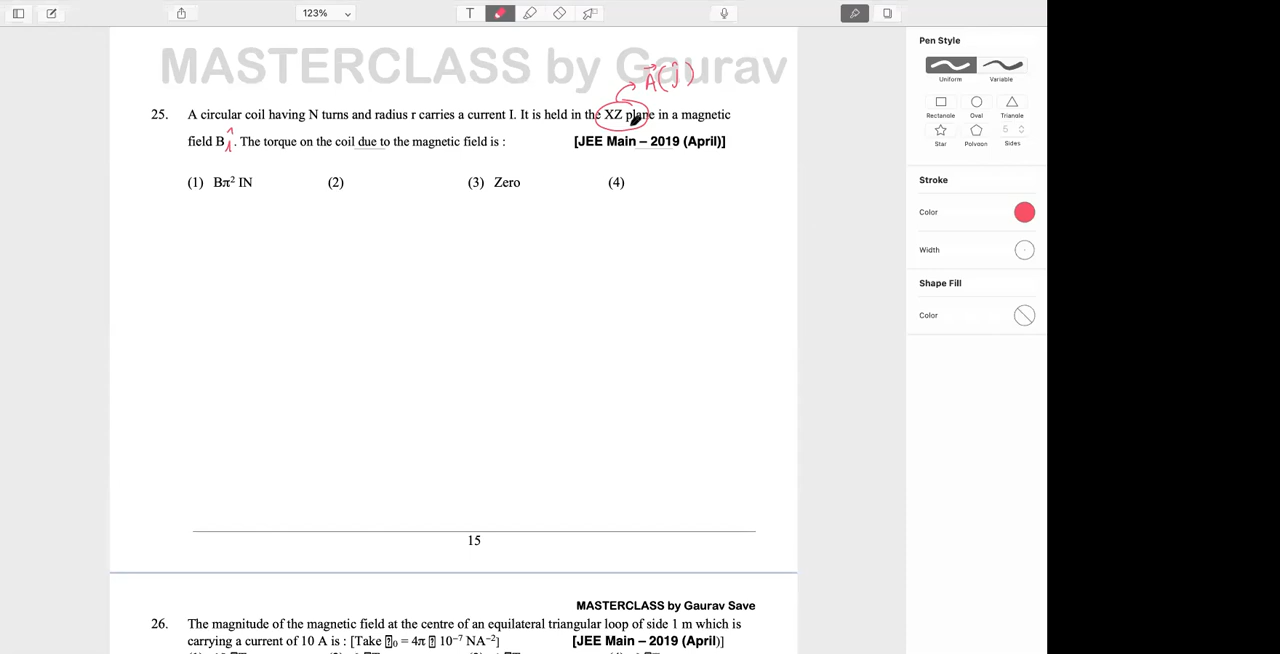 123%
T
Pen Style
Uniform
Variable
Rectangle
Oval
Triangle
Star
Polygon
5
Sides
Stroke
Color
Width
Shape Fill
Color
MASTERCLASS by Gaurav
A⃗(ĵ)
25. A circular coil having N turns and radius r carries a current I. It is held in the XZ plane in a magnetic
field B î. The torque on the coil due to the magnetic field is :
[JEE Main – 2019 (April)]
(1) Bπ² IN (2) (3) Zero (4)
15
MASTERCLASS by Gaurav Save
26. The magnitude of the magnetic field at the centre of an equilateral triangular loop of side 1 m which is
carrying a current of 10 A is : [Take ₀ = 4π 10⁻⁷ NA⁻²] [JEE Main – 2019 (April)]